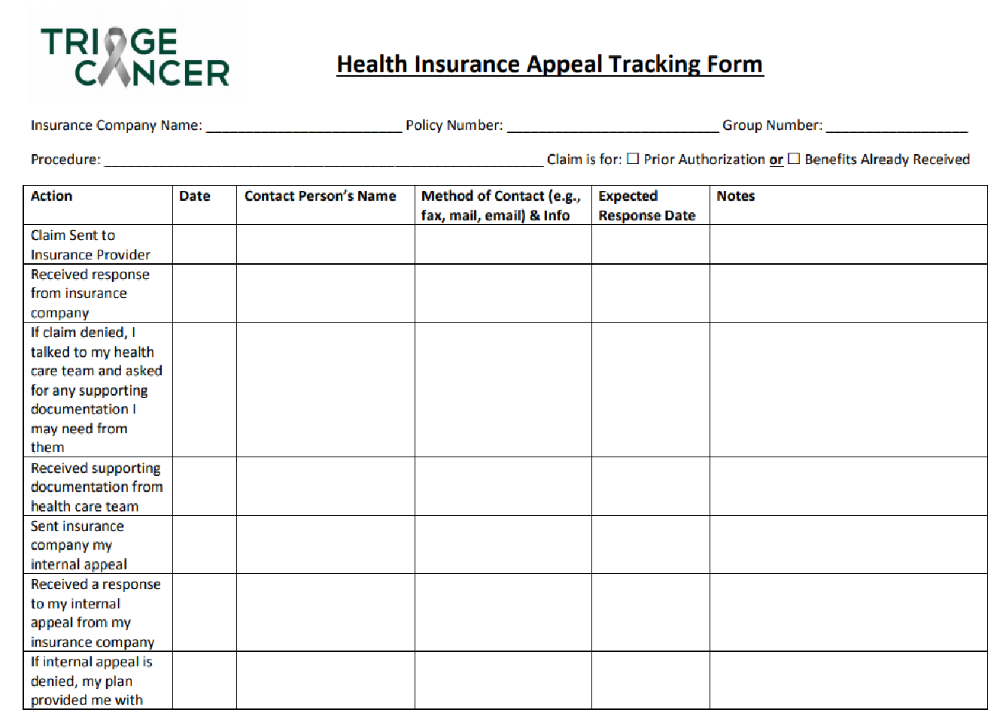 TRIAGE
CANCER
Health Insurance Appeal Tracking Form
Insurance Company Name: _________________________ Policy Number: ___________________________ Group Number: __________________
Procedure: ________________________________________________________ Claim is for: ☐ Prior Authorization or ☐ Benefits Already Received
Action Date Contact Person's Name Method of Contact (e.g., Expected Notes
fax, mail, email) & Info Response Date
Claim Sent to
Insurance Provider
Received response
from insurance
company
If claim denied, I
talked to my health
care team and asked
for any supporting
documentation I
may need from
them
Received supporting
documentation from
health care team
Sent insurance
company my
internal appeal
Received a response
to my internal
appeal from my
insurance company
If internal appeal is
denied, my plan
provided me with